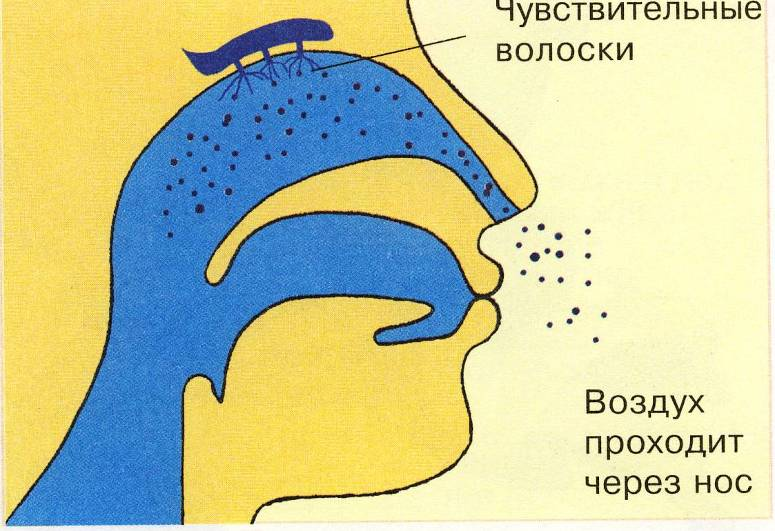 Чувствительные
волоски
Воздух
проходит
через нос